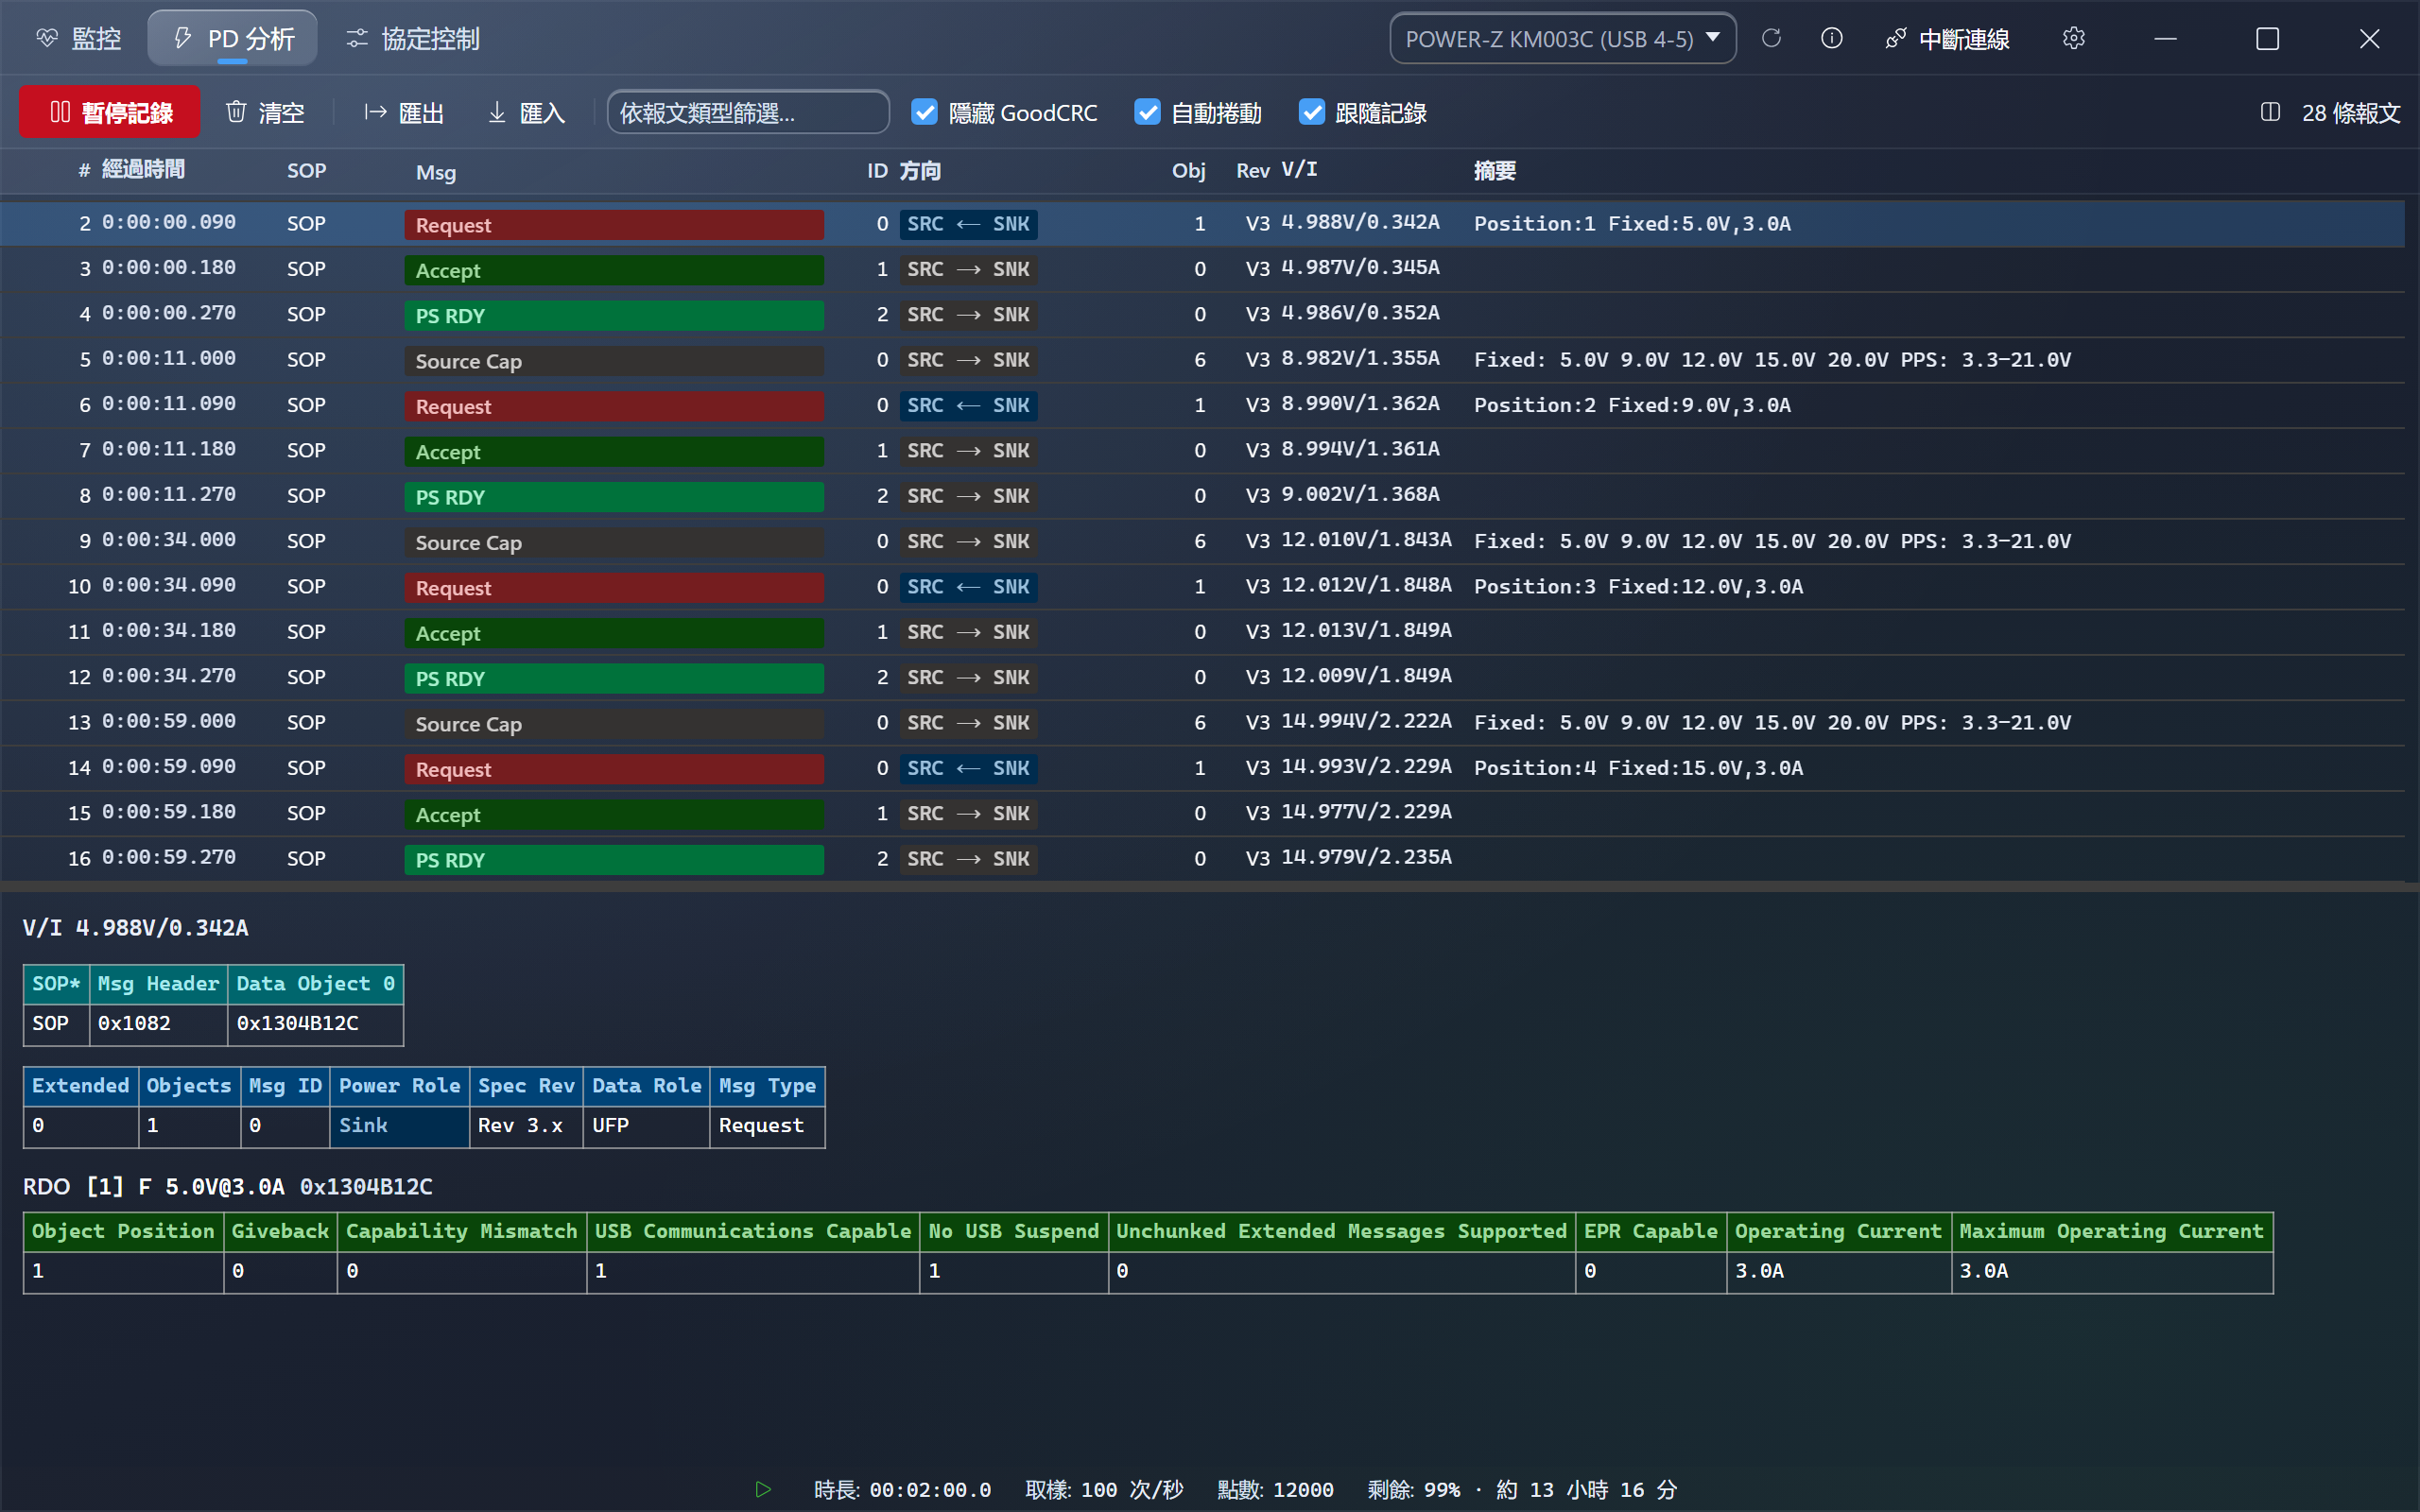 監控 PD 分析 協定控制 POWER-Z KM003C (USB 4-5) 中斷連線
暫停記錄 清空 匯出 匯入 依報文類型篩選... 隱藏 GoodCRC 自動捲動 跟隨記錄 28 條報文
# 經過時間 SOP Msg ID 方向 Obj Rev V/I 摘要
2 0:00:00.090 SOP Request 0 SRC ← SNK 1 V3 4.988V/0.342A Position:1 Fixed:5.0V,3.0A
3 0:00:00.180 SOP Accept 1 SRC → SNK 0 V3 4.987V/0.345A
4 0:00:00.270 SOP PS RDY 2 SRC → SNK 0 V3 4.986V/0.352A
5 0:00:11.000 SOP Source Cap 0 SRC → SNK 6 V3 8.982V/1.355A Fixed: 5.0V 9.0V 12.0V 15.0V 20.0V PPS: 3.3-21.0V
6 0:00:11.090 SOP Request 0 SRC ← SNK 1 V3 8.990V/1.362A Position:2 Fixed:9.0V,3.0A
7 0:00:11.180 SOP Accept 1 SRC → SNK 0 V3 8.994V/1.361A
8 0:00:11.270 SOP PS RDY 2 SRC → SNK 0 V3 9.002V/1.368A
9 0:00:34.000 SOP Source Cap 0 SRC → SNK 6 V3 12.010V/1.843A Fixed: 5.0V 9.0V 12.0V 15.0V 20.0V PPS: 3.3-21.0V
10 0:00:34.090 SOP Request 0 SRC ← SNK 1 V3 12.012V/1.848A Position:3 Fixed:12.0V,3.0A
11 0:00:34.180 SOP Accept 1 SRC → SNK 0 V3 12.013V/1.849A
12 0:00:34.270 SOP PS RDY 2 SRC → SNK 0 V3 12.009V/1.849A
13 0:00:59.000 SOP Source Cap 0 SRC → SNK 6 V3 14.994V/2.222A Fixed: 5.0V 9.0V 12.0V 15.0V 20.0V PPS: 3.3-21.0V
14 0:00:59.090 SOP Request 0 SRC ← SNK 1 V3 14.993V/2.229A Position:4 Fixed:15.0V,3.0A
15 0:00:59.180 SOP Accept 1 SRC → SNK 0 V3 14.977V/2.229A
16 0:00:59.270 SOP PS RDY 2 SRC → SNK 0 V3 14.979V/2.235A
V/I 4.988V/0.342A
SOP* Msg Header Data Object 0
SOP 0x1082 0x1304B12C
Extended Objects Msg ID Power Role Spec Rev Data Role Msg Type
0 1 0 Sink Rev 3.x UFP Request
RDO [1] F 5.0V@3.0A 0x1304B12C
Object Position Giveback Capability Mismatch USB Communications Capable No USB Suspend Unchunked Extended Messages Supported EPR Capable Operating Current Maximum Operating Current
1 0 0 1 1 0 0 3.0A 3.0A
時長: 00:02:00.0 取樣: 100 次/秒 點數: 12000 剩餘: 99% · 約 13 小時 16 分